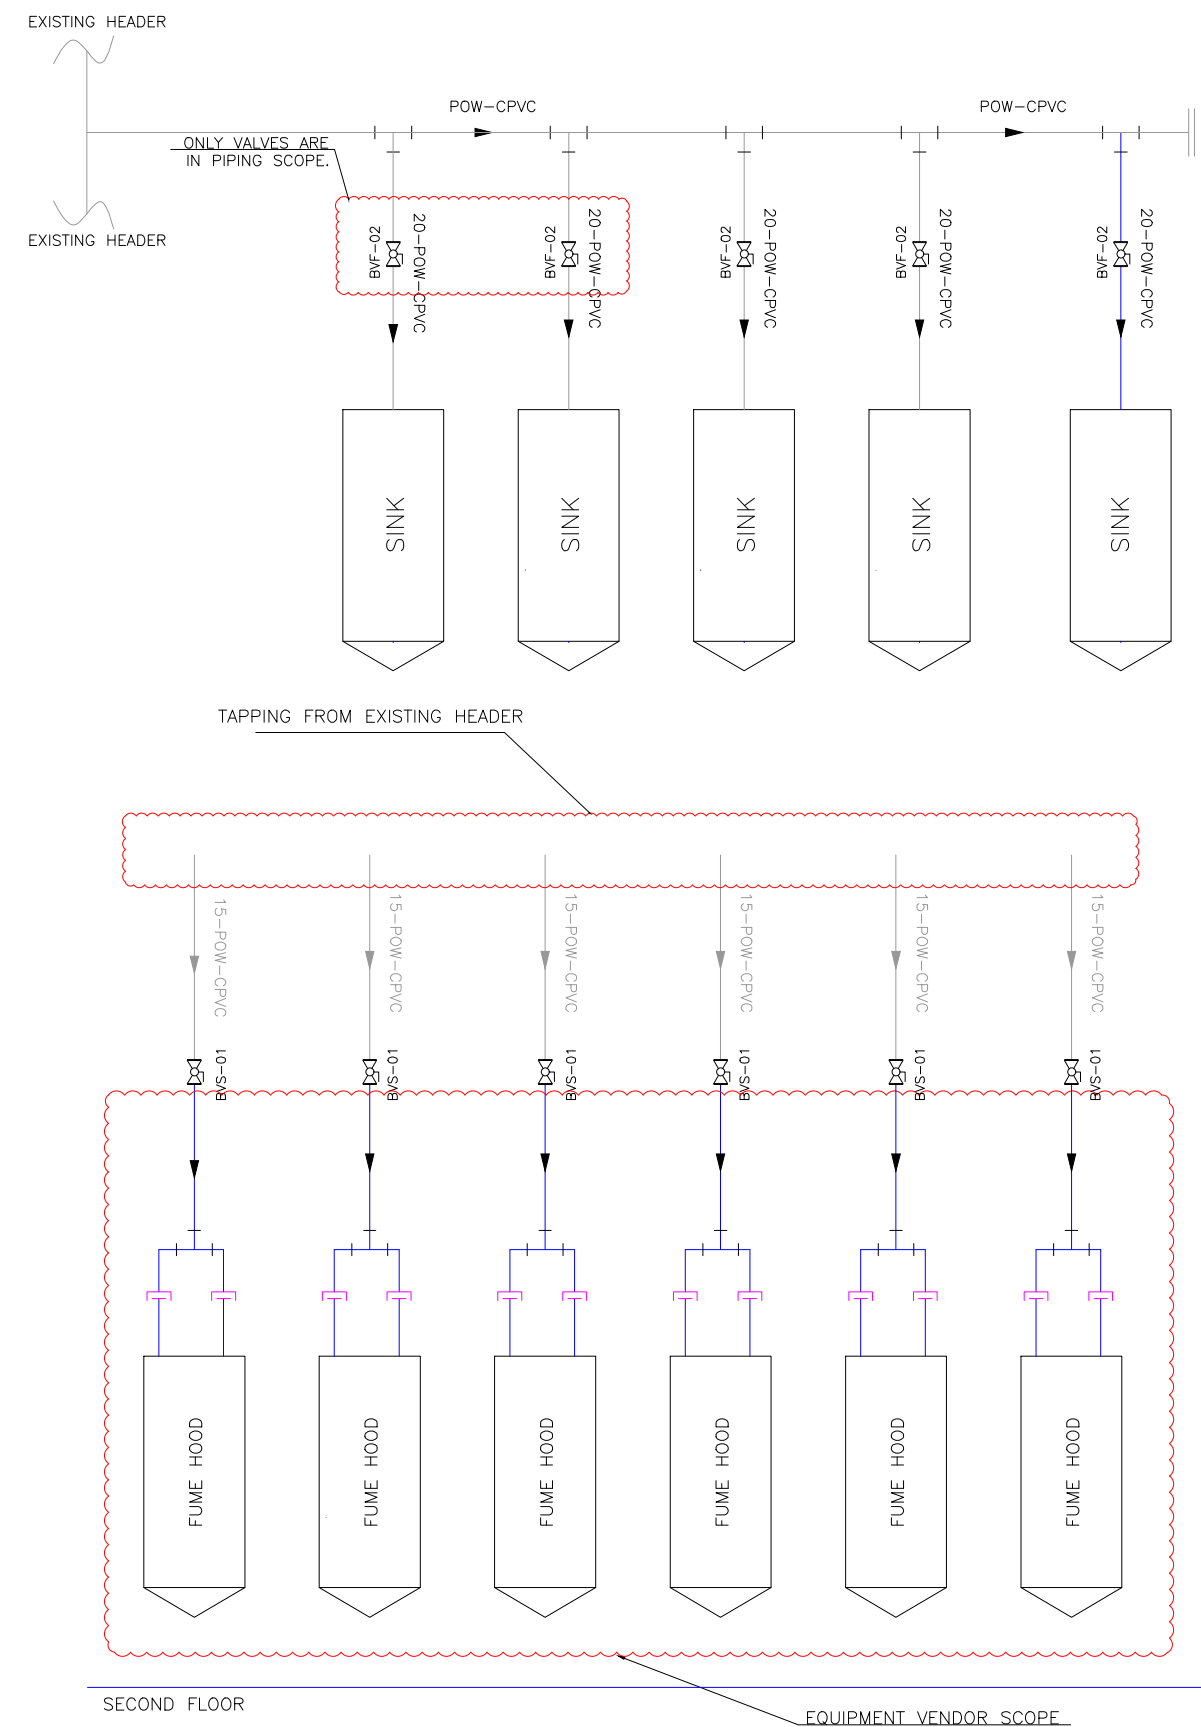 EXISTING HEADER
POW-CPVC
POW-CPVC
ONLY VALVES ARE
IN PIPING SCOPE.
EXISTING HEADER
BVF-02
20-POW-CPVC
BVF-02
20-POW-CPVC
BVF-02
20-POW-CPVC
BVF-02
20-POW-CPVC
BVF-02
20-POW-CPVC
SINK
SINK
SINK
SINK
SINK
TAPPING FROM EXISTING HEADER
15-POW-CPVC
15-POW-CPVC
15-POW-CPVC
15-POW-CPVC
15-POW-CPVC
15-POW-CPVC
BVS-01
BVS-01
BVS-01
BVS-01
BVS-01
BVS-01
FUME HOOD
FUME HOOD
FUME HOOD
FUME HOOD
FUME HOOD
FUME HOOD
SECOND FLOOR
EQUIPMENT VENDOR SCOPE